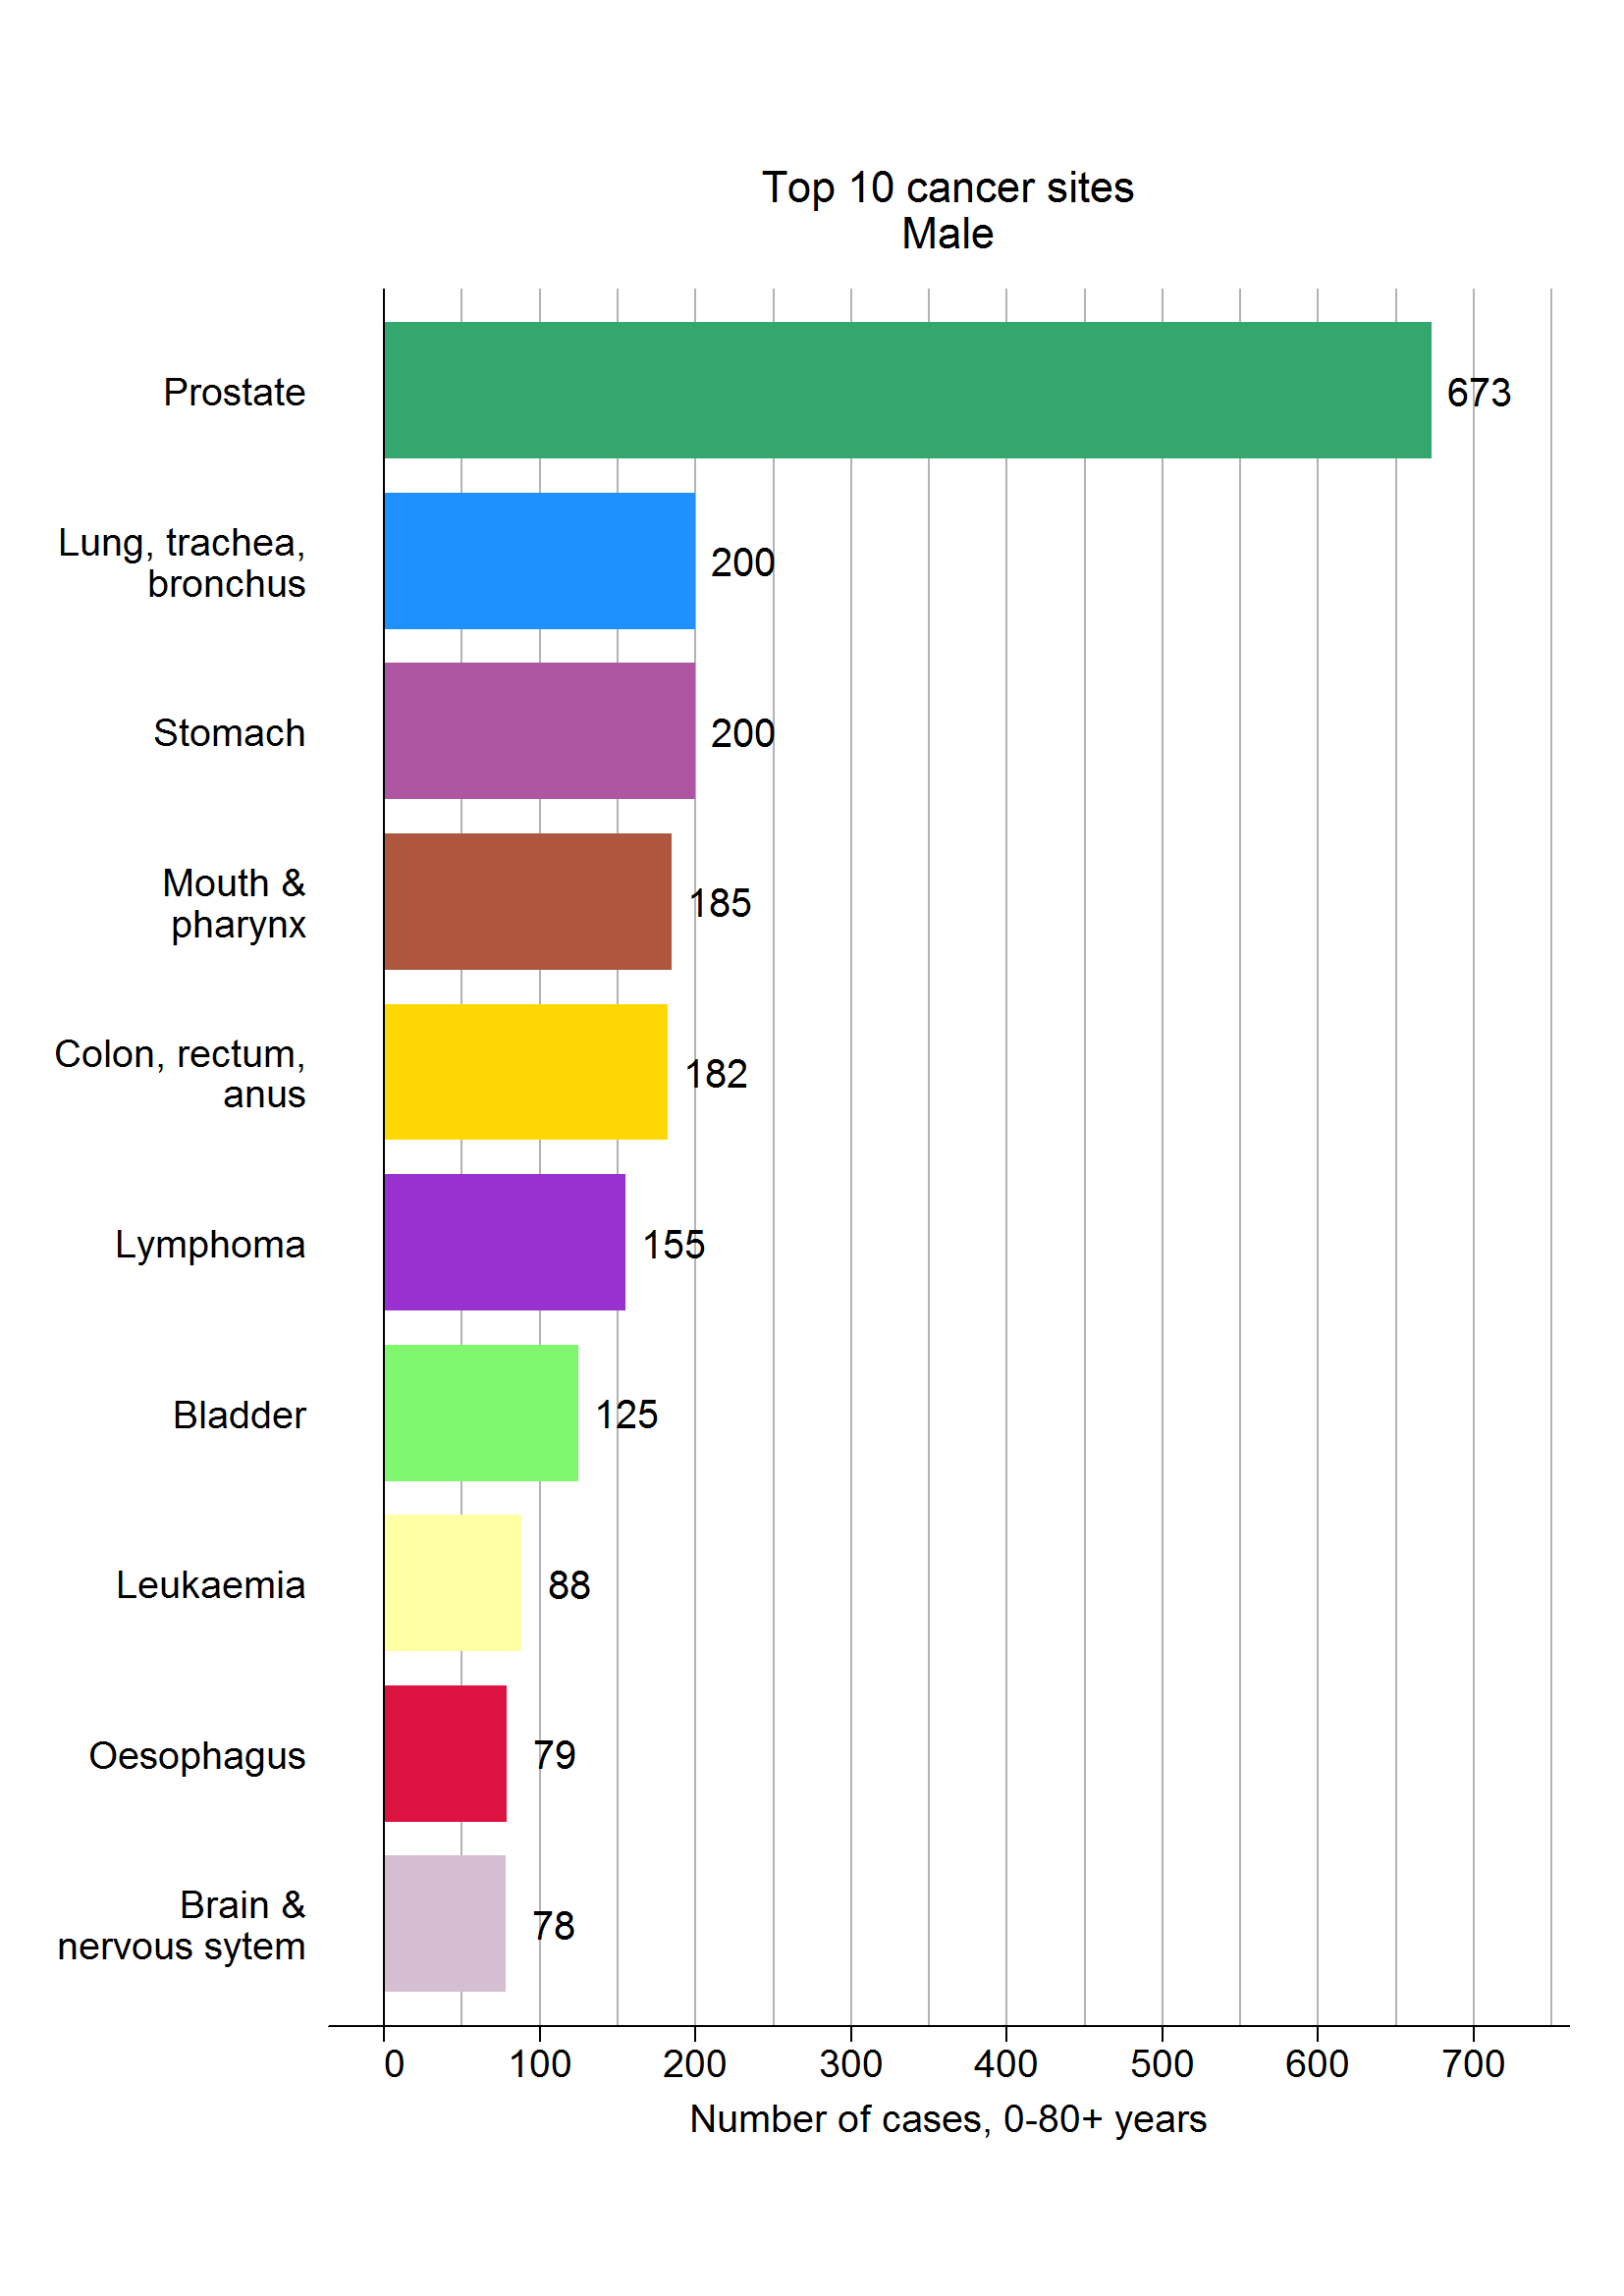 Top 10 cancer sites
Male
Prostate
673
Lung, trachea,
bronchus
200
Stomach
200
Mouth &
pharynx
185
Colon, rectum,
anus
182
Lymphoma
155
Bladder
125
Leukaemia
88
Oesophagus
79
Brain &
nervous sytem
78
0 100 200 300 400 500 600 700
Number of cases, 0-80+ years